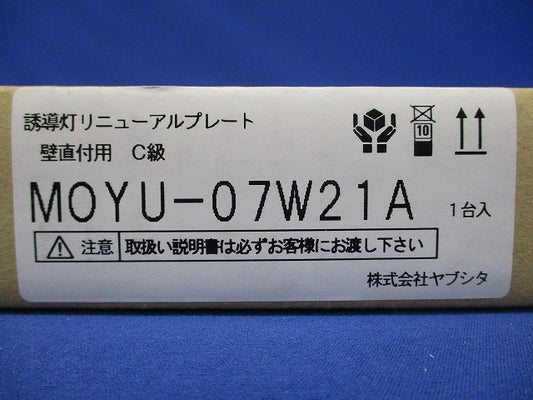 誘導灯リニューアルプレート
壁直付用 C級
10
MOYU-07W21A 1台入
注意 取扱い説明書は必ずお客様にお渡し下さい
株式会社ヤブシタ